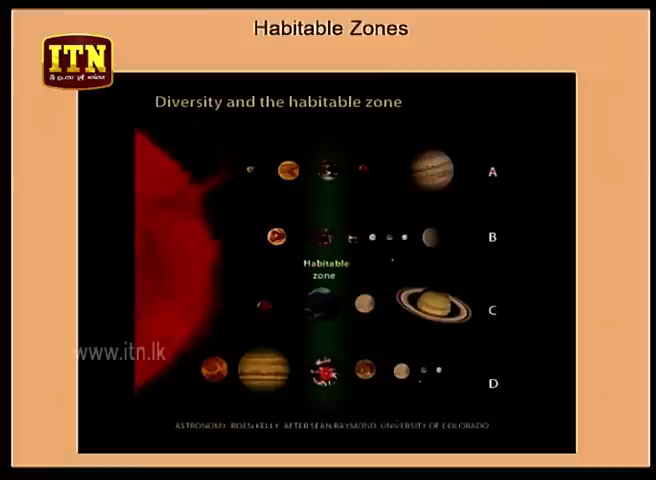 Habitable Zones
ITN
Diversity and the habitable zone
A
B
Habitable
zone
C
www.itn.lk
D
ASTRONOMY: ROEN KELLY, AFTER SEAN RAYMOND, UNIVERSITY OF COLORADO